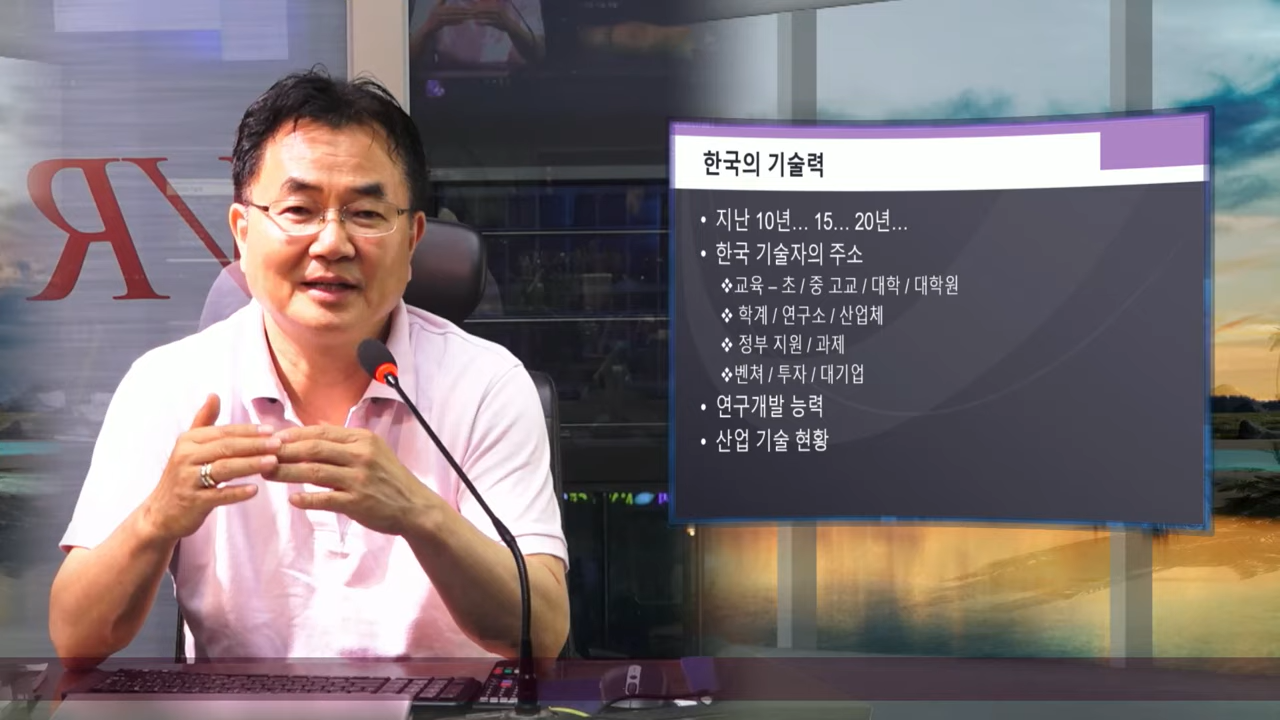 VR
한국의 기술력
• 지난 10년... 15... 20년...
• 한국 기술자의 주소
❖교육 – 초 / 중 고교 / 대학 / 대학원
❖ 학계 / 연구소 / 산업체
❖ 정부 지원 / 과제
❖벤쳐 / 투자 / 대기업
• 연구개발 능력
• 산업 기술 현황